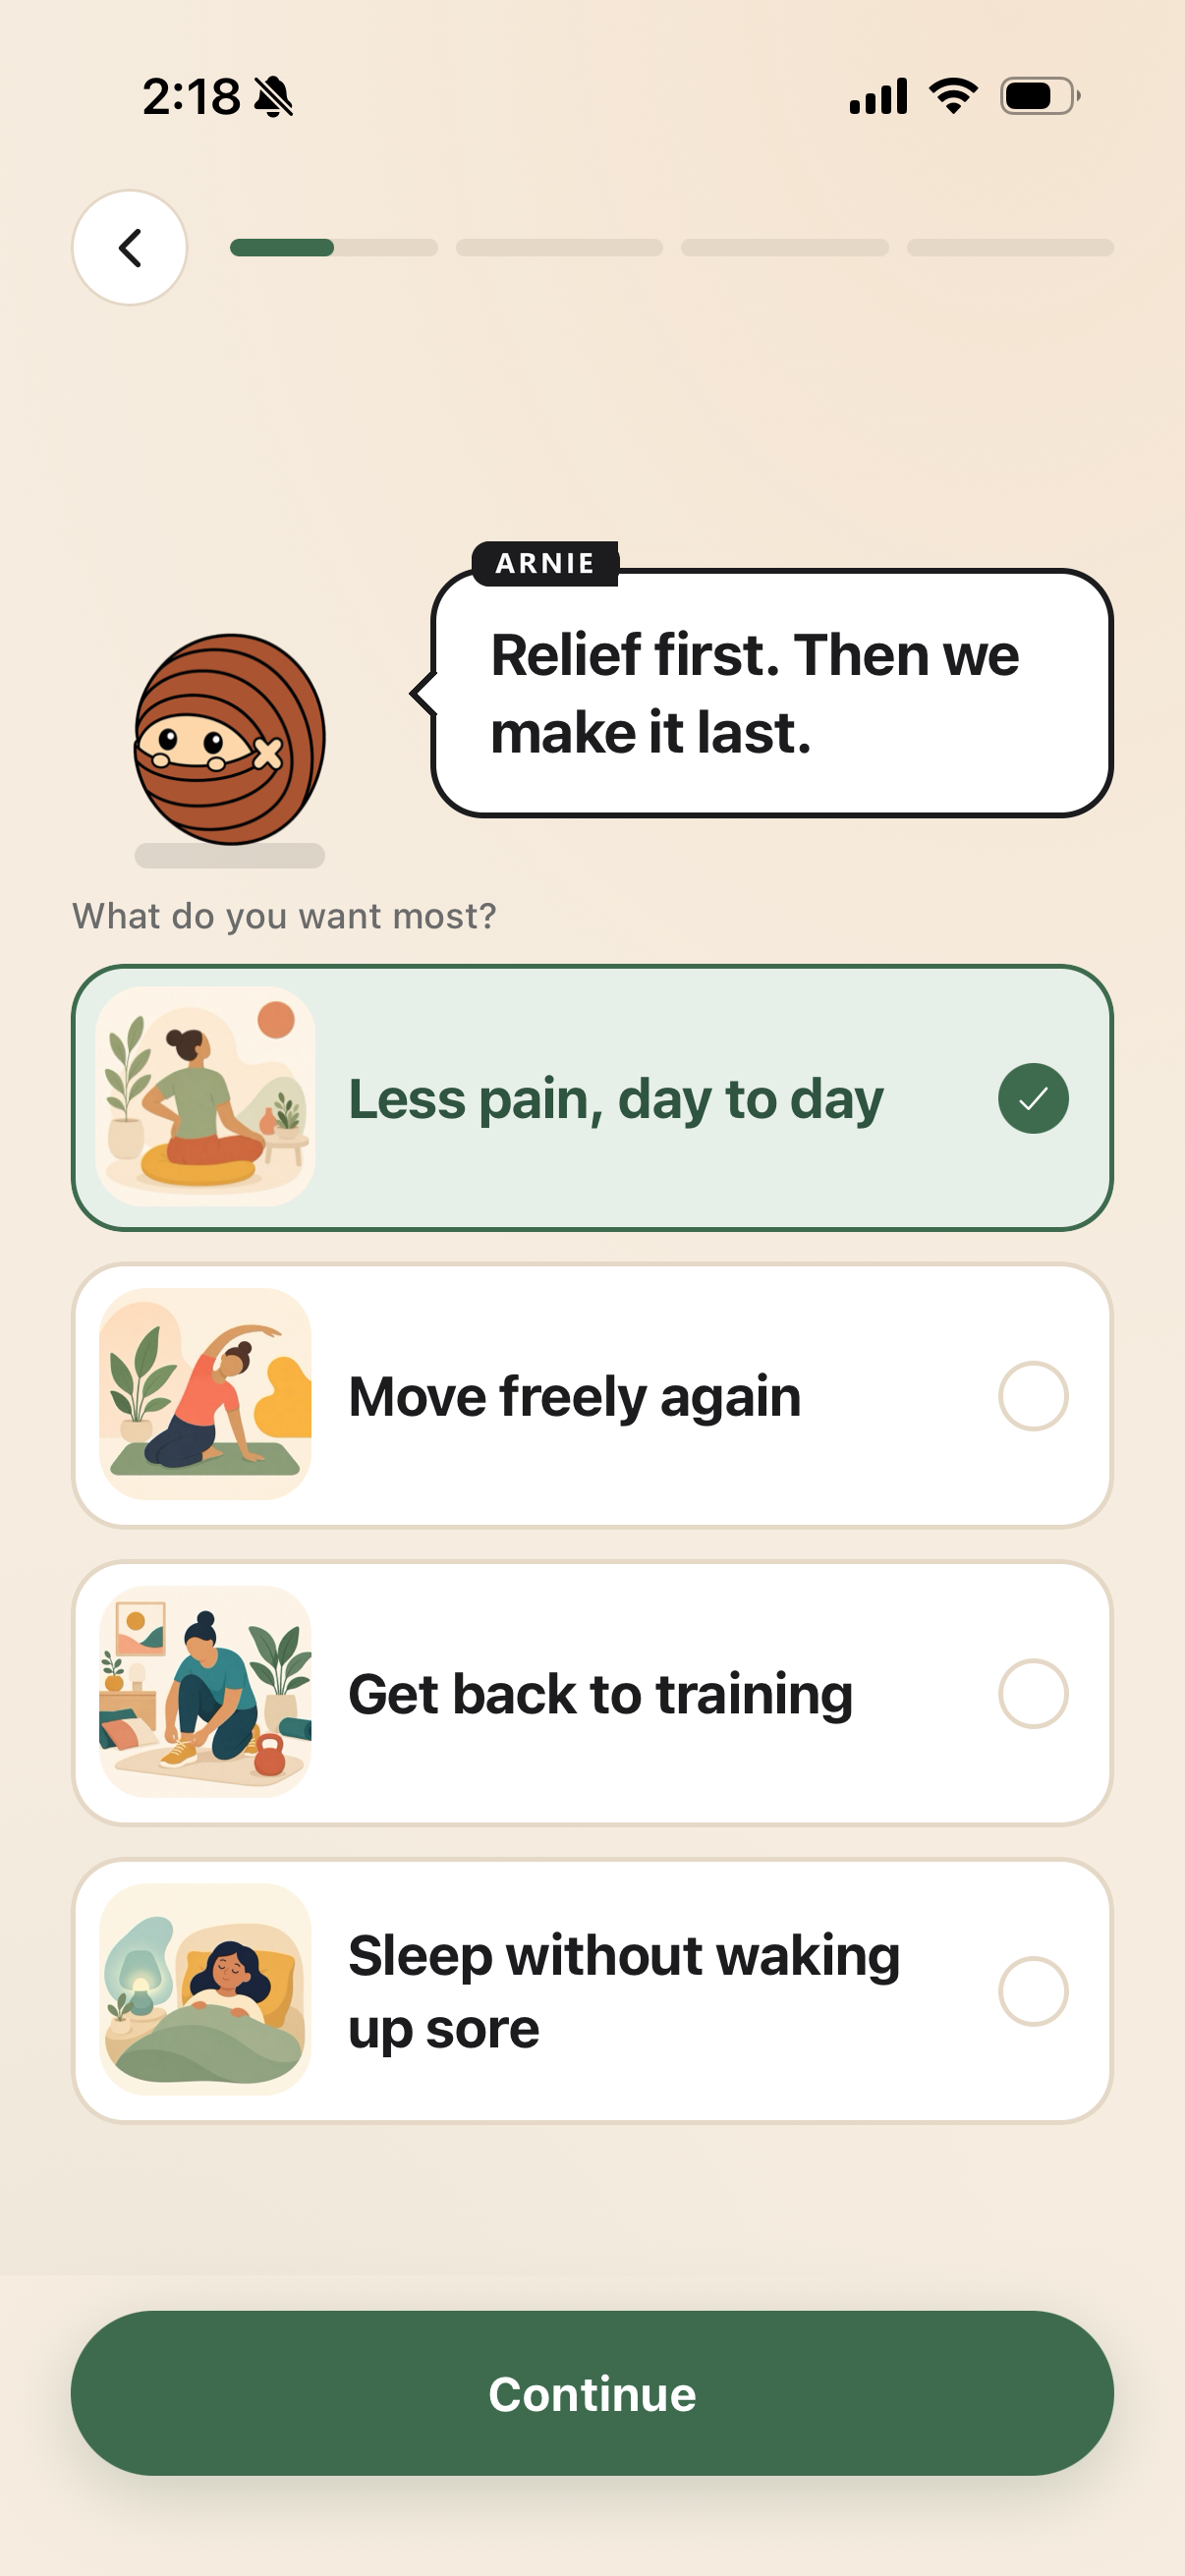 2:18
ARNIE
Relief first. Then we
make it last.
What do you want most?
Less pain, day to day
Move freely again
Get back to training
Sleep without waking
up sore
Continue